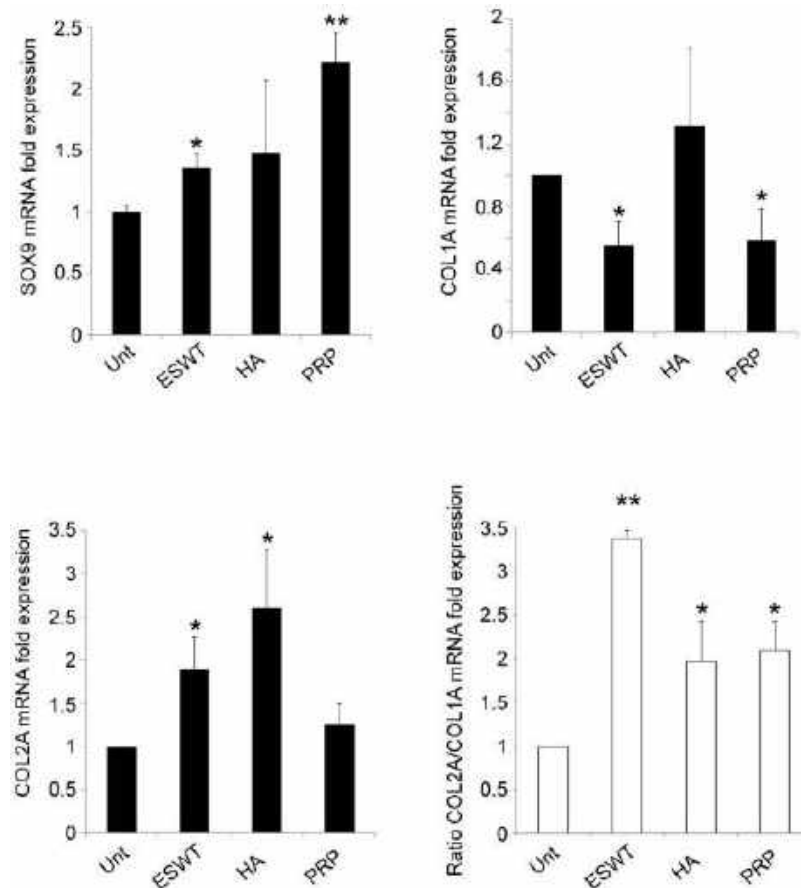 SOX9 mRNA fold expression
2.5
2
1.5
1
0.5
0
**
*
Unt
ESWT
HA
PRP
COL1A mRNA fold expression
2
1.6
1.2
0.8
0.4
0
*
*
Unt
ESWT
HA
PRP
COL2A mRNA fold expression
3.5
3
2.5
2
1.5
1
0.5
0
*
*
Unt
ESWT
HA
PRP
Ratio COL2A/COL1A mRNA fold expression
3.5
3
2.5
2
1.5
1
0.5
0
**
*
*
Unt
ESWT
HA
PRP